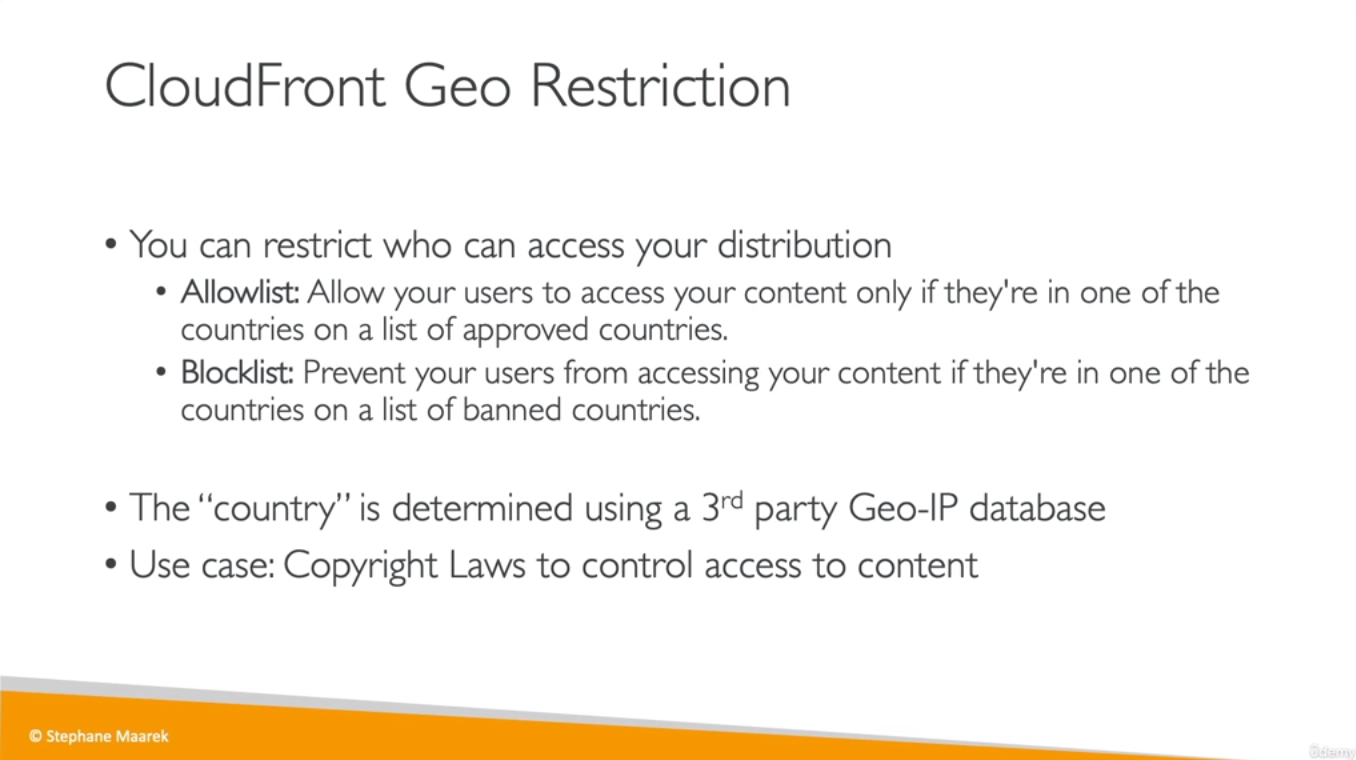 CloudFront Geo Restriction
• You can restrict who can access your distribution
• Allowlist: Allow your users to access your content only if they're in one of the
countries on a list of approved countries.
• Blocklist: Prevent your users from accessing your content if they're in one of the
countries on a list of banned countries.
• The “country” is determined using a 3rd party Geo-IP database
• Use case: Copyright Laws to control access to content
© Stephane Maarek
ûdemy